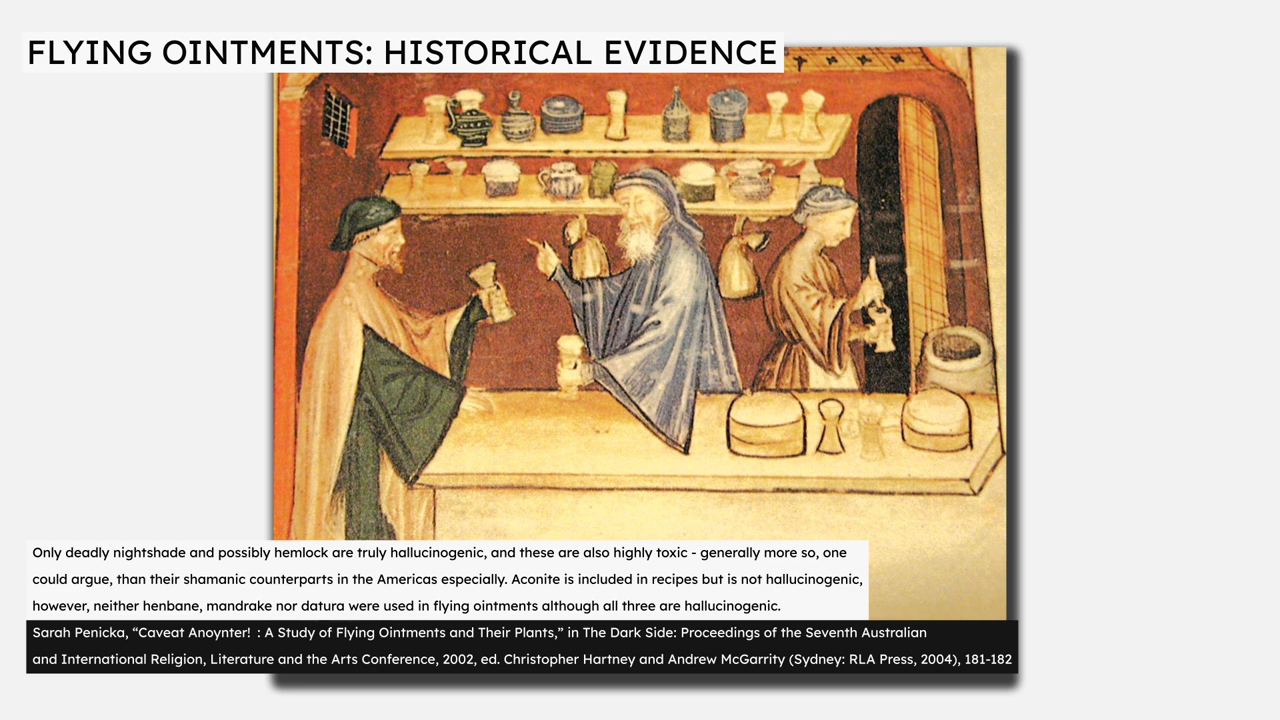 FLYING OINTMENTS: HISTORICAL EVIDENCE
Only deadly nightshade and possibly hemlock are truly hallucinogenic, and these are also highly toxic - generally more so, one
could argue, than their shamanic counterparts in the Americas especially. Aconite is included in recipes but is not hallucinogenic,
however, neither henbane, mandrake nor datura were used in flying ointments although all three are hallucinogenic.
Sarah Penicka, “Caveat Anoynter! : A Study of Flying Ointments and Their Plants,” in The Dark Side: Proceedings of the Seventh Australian
and International Religion, Literature and the Arts Conference, 2002, ed. Christopher Hartney and Andrew McGarrity (Sydney: RLA Press, 2004), 181-182